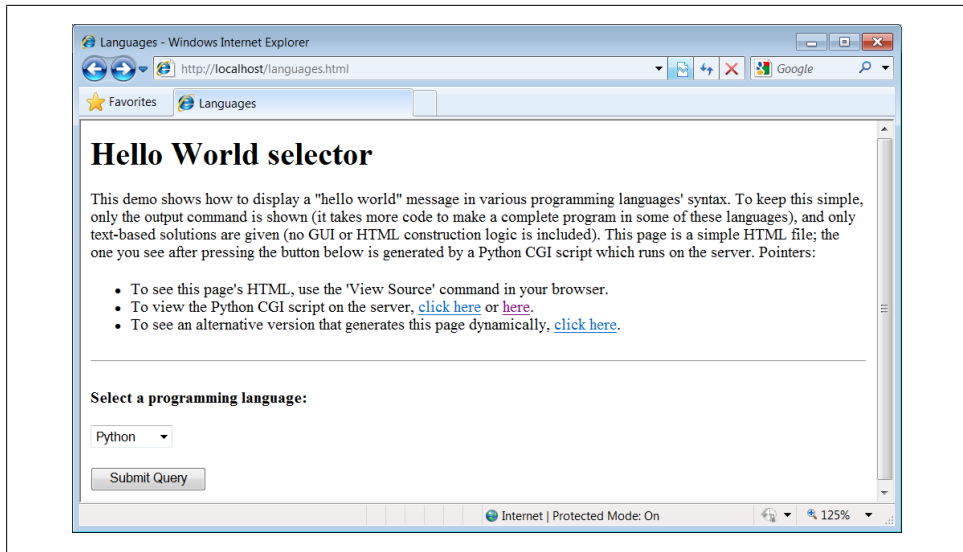 Languages - Windows Internet Explorer
http://localhost/languages.html
Google
Favorites
Languages
Hello World selector
This demo shows how to display a "hello world" message in various programming languages' syntax. To keep this simple,
only the output command is shown (it takes more code to make a complete program in some of these languages), and only
text-based solutions are given (no GUI or HTML construction logic is included). This page is a simple HTML file; the
one you see after pressing the button below is generated by a Python CGI script which runs on the server. Pointers:
• To see this page's HTML, use the 'View Source' command in your browser.
• To view the Python CGI script on the server, click here or here.
• To see an alternative version that generates this page dynamically, click here.
Select a programming language:
Python
Submit Query
Internet | Protected Mode: On
125%